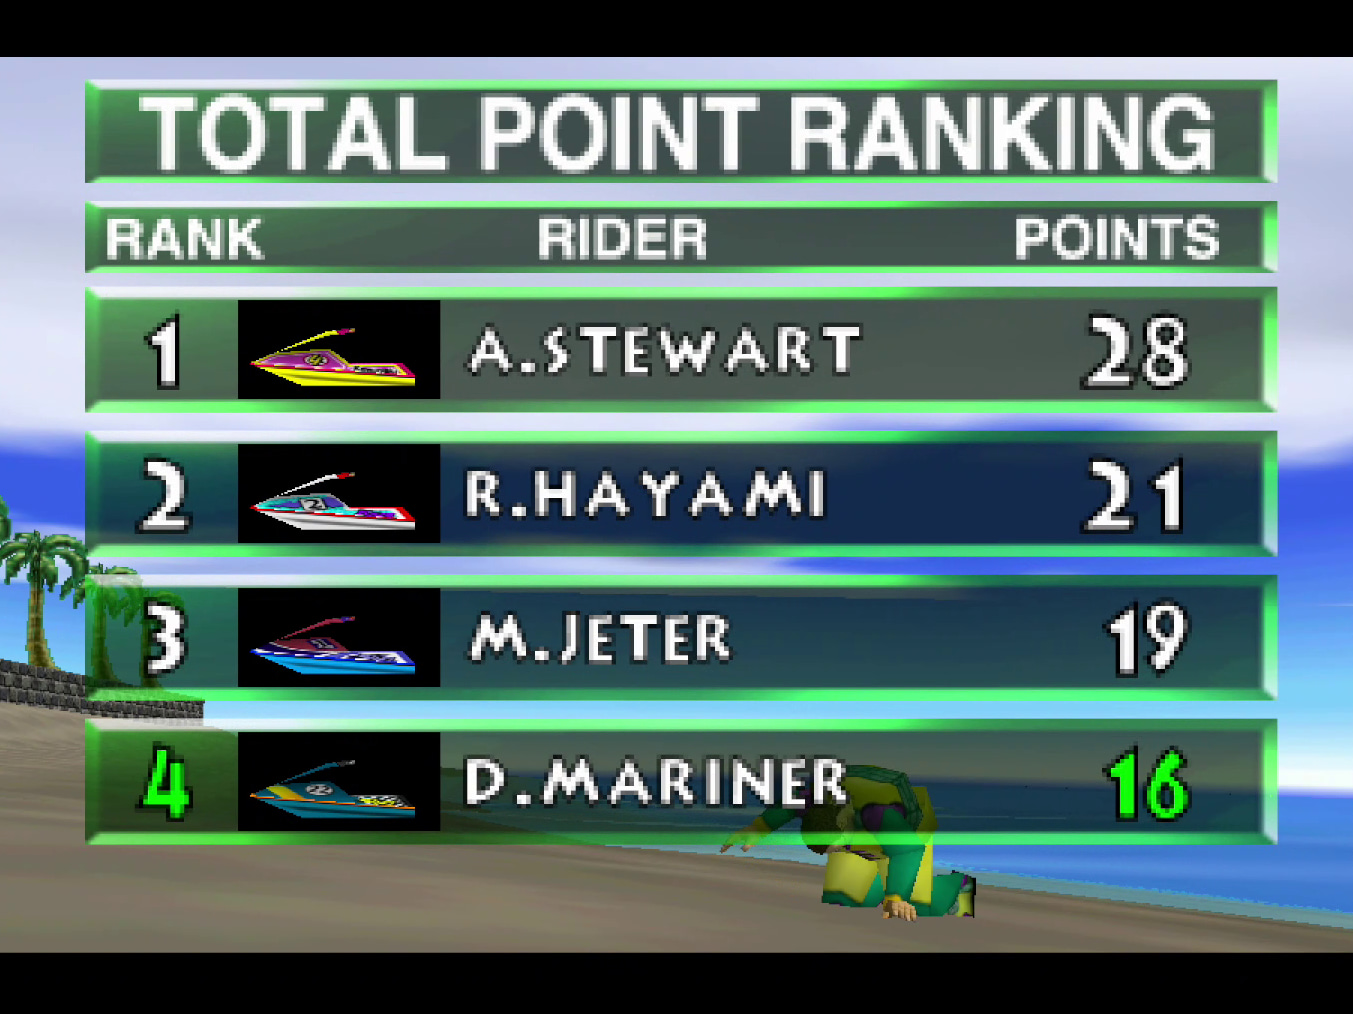 TOTAL POINT RANKING
RANK RIDER POINTS
1 A.STEWART 28
2 R.HAYAMI 21
3 M.JETER 19
4 D.MARINER 16